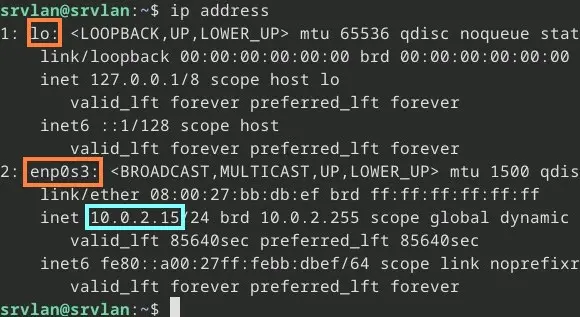 srvlan@srvlan:~$ ip address
1: lo: <LOOPBACK,UP,LOWER_UP> mtu 65536 qdisc noqueue stat
link/loopback 00:00:00:00:00:00 brd 00:00:00:00:00:00
inet 127.0.0.1/8 scope host lo
valid_lft forever preferred_lft forever
inet6 ::1/128 scope host
valid_lft forever preferred_lft forever
2: enp0s3: <BROADCAST,MULTICAST,UP,LOWER_UP> mtu 1500 qdis
link/ether 08:00:27:bb:db:ef brd ff:ff:ff:ff:ff:ff
inet 10.0.2.15/24 brd 10.0.2.255 scope global dynamic
valid_lft 85640sec preferred_lft 85640sec
inet6 fe80::a00:27ff:febb:dbef/64 scope link noprefixr
valid_lft forever preferred_lft forever
srvlan@srvlan:~$